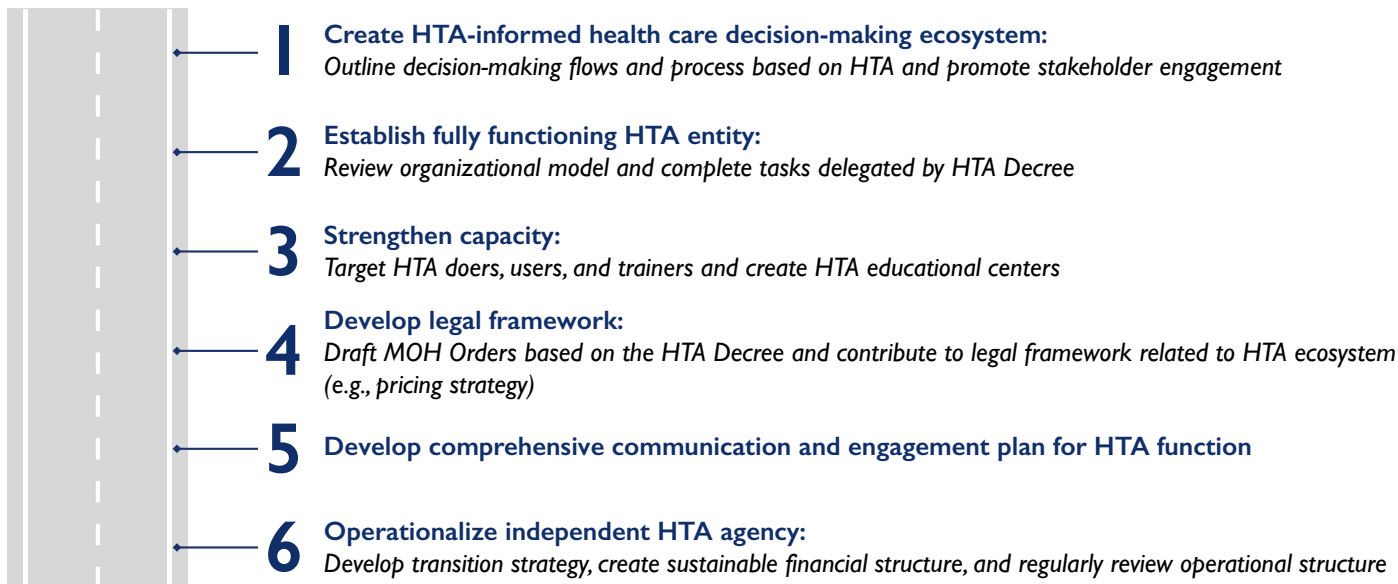 1 Create HTA-informed health care decision-making ecosystem:
Outline decision-making flows and process based on HTA and promote stakeholder engagement
2 Establish fully functioning HTA entity:
Review organizational model and complete tasks delegated by HTA Decree
3 Strengthen capacity:
Target HTA doers, users, and trainers and create HTA educational centers
4 Develop legal framework:
Draft MOH Orders based on the HTA Decree and contribute to legal framework related to HTA ecosystem
(e.g., pricing strategy)
5 Develop comprehensive communication and engagement plan for HTA function
6 Operationalize independent HTA agency:
Develop transition strategy, create sustainable financial structure, and regularly review operational structure